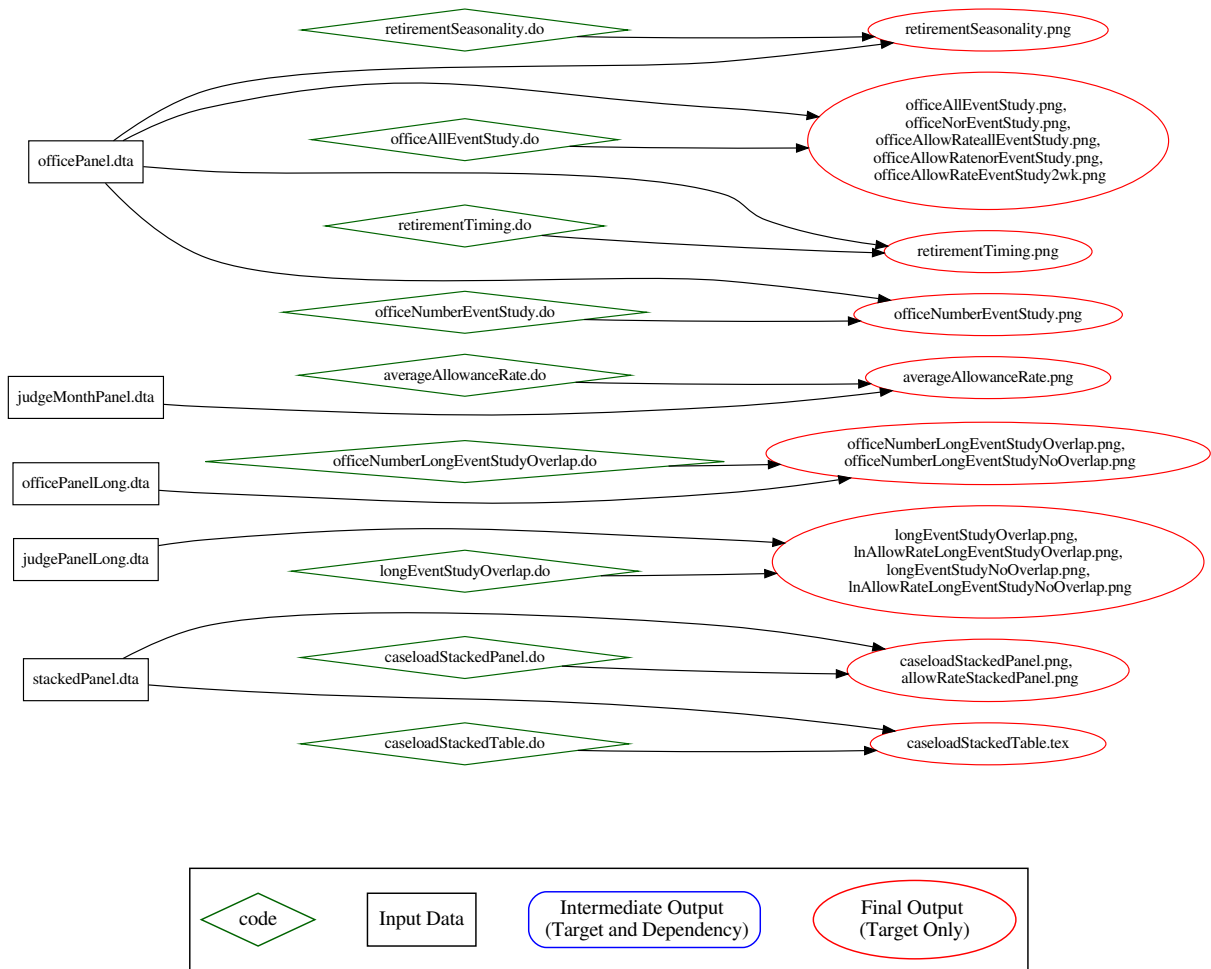 retirementSeasonality.do
retirementSeasonality.png
officePanel.dta
officeAllEventStudy.do
officeAllEventStudy.png,
officeNorEventStudy.png,
officeAllowRateallEventStudy.png,
officeAllowRatenorEventStudy.png,
officeAllowRateEventStudy2wk.png
retirementTiming.do
retirementTiming.png
officeNumberEventStudy.do
officeNumberEventStudy.png
judgeMonthPanel.dta
averageAllowanceRate.do
averageAllowanceRate.png
officePanelLong.dta
officeNumberLongEventStudyOverlap.do
officeNumberLongEventStudyOverlap.png,
officeNumberLongEventStudyNoOverlap.png
judgePanelLong.dta
longEventStudyOverlap.do
longEventStudyOverlap.png,
lnAllowRateLongEventStudyOverlap.png,
longEventStudyNoOverlap.png,
lnAllowRateLongEventStudyNoOverlap.png
stackedPanel.dta
caseloadStackedPanel.do
caseloadStackedPanel.png,
allowRateStackedPanel.png
caseloadStackedTable.do
caseloadStackedTable.tex
code
Input Data
Intermediate Output
(Target and Dependency)
Final Output
(Target Only)